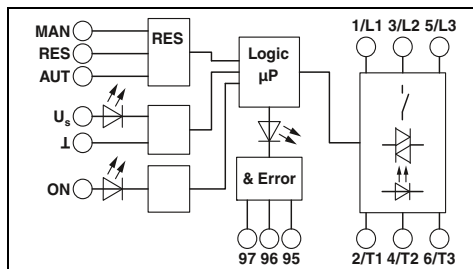 MAN
RES
AUT
RES
Logic
μP
1/L1 3/L2 5/L3
Us
⊥
ON
& Error
97 96 95
2/T1 4/T2 6/T3